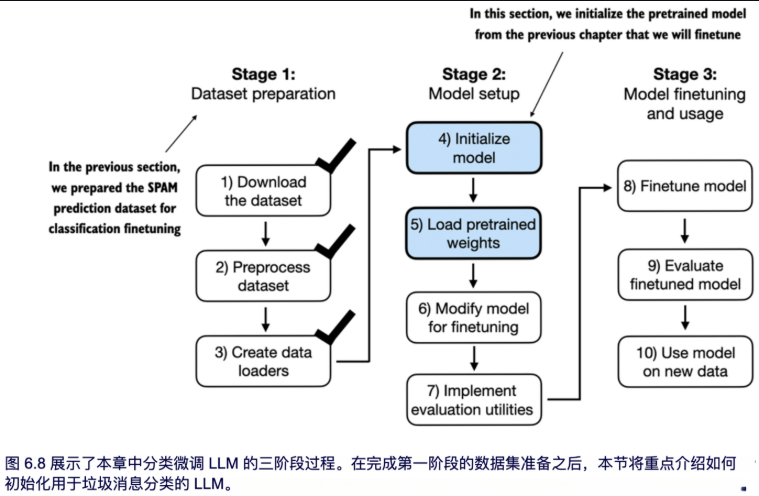 In this section, we initialize the pretrained model
from the previous chapter that we will finetune
Stage 1:
Dataset preparation
Stage 2:
Model setup
Stage 3:
Model finetuning
and usage
In the previous section,
we prepared the SPAM
prediction dataset for
classification finetuning
1) Download
the dataset
2) Preprocess
dataset
3) Create data
loaders
4) Initialize
model
5) Load pretrained
weights
6) Modify model
for finetuning
7) Implement
evaluation utilities
8) Finetune model
9) Evaluate
finetuned model
10) Use model
on new data
图 6.8 展示了本章中分类微调 LLM 的三阶段过程。在完成第一阶段的数据集准备之后，本节将重点介绍如何
初始化用于垃圾消息分类的 LLM。